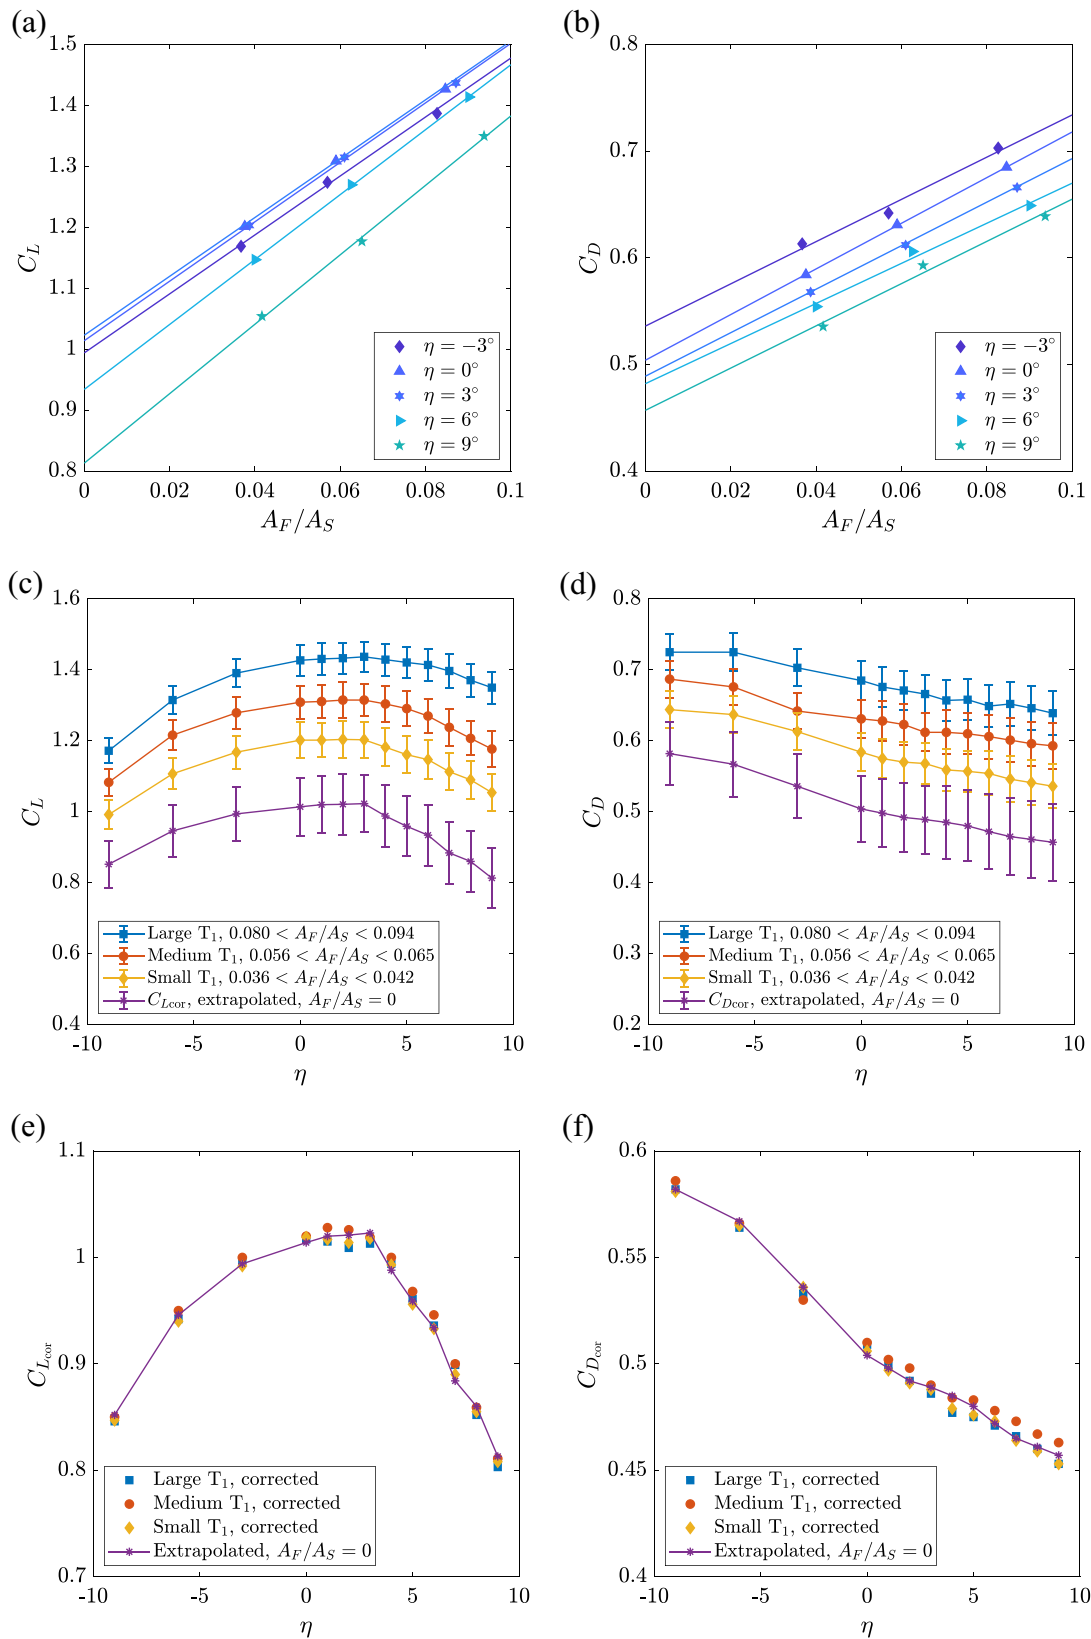 (a)
1.5
1.4
1.3
1.2
1.1
1
0.9
0.8
C_L
0 0.02 0.04 0.06 0.08 0.1
A_F/A_S
η = −3°
η = 0°
η = 3°
η = 6°
η = 9°
(b)
0.8
0.7
0.6
0.5
0.4
C_D
0 0.02 0.04 0.06 0.08 0.1
A_F/A_S
η = −3°
η = 0°
η = 3°
η = 6°
η = 9°
(c)
1.6
1.4
1.2
1
0.8
0.6
0.4
C_L
Large T₁, 0.080 < A_F/A_S < 0.094
Medium T₁, 0.056 < A_F/A_S < 0.065
Small T₁, 0.036 < A_F/A_S < 0.042
C_Lcor, extrapolated, A_F/A_S = 0
-10 -5 0 5 10
η
(d)
0.8
0.7
0.6
0.5
0.4
0.3
0.2
C_D
Large T₁, 0.080 < A_F/A_S < 0.094
Medium T₁, 0.056 < A_F/A_S < 0.065
Small T₁, 0.036 < A_F/A_S < 0.042
C_Dcor, extrapolated, A_F/A_S = 0
-10 -5 0 5 10
η
(e)
1.1
1
0.9
0.8
0.7
C_Lcor
Large T₁, corrected
Medium T₁, corrected
Small T₁, corrected
Extrapolated, A_F/A_S = 0
-10 -5 0 5 10
η
(f)
0.6
0.55
0.5
0.45
0.4
C_Dcor
Large T₁, corrected
Medium T₁, corrected
Small T₁, corrected
Extrapolated, A_F/A_S = 0
-10 -5 0 5 10
η